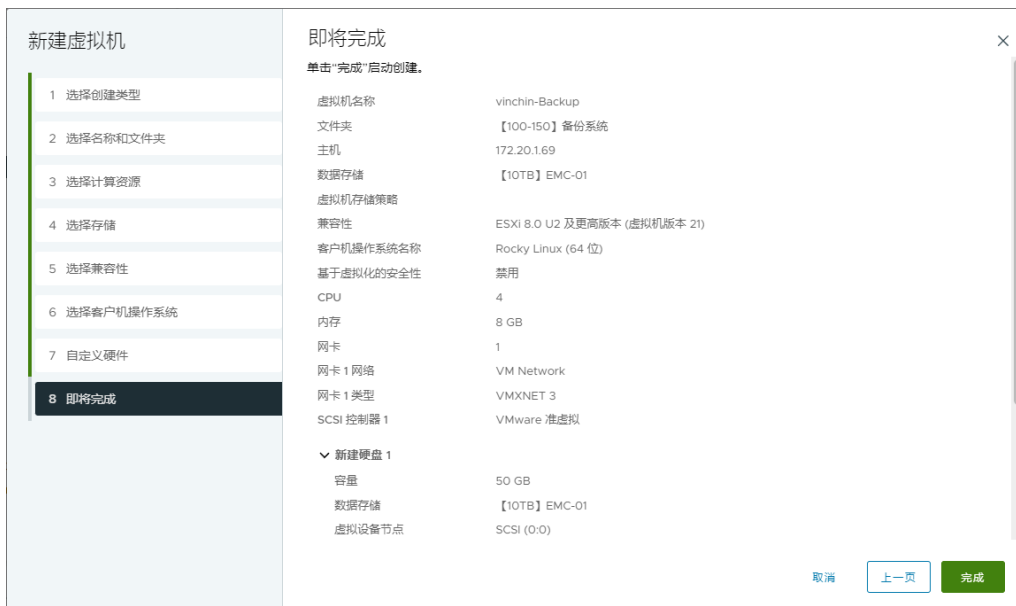 新建虚拟机
1 选择创建类型
2 选择名称和文件夹
3 选择计算资源
4 选择存储
5 选择兼容性
6 选择客户机操作系统
7 自定义硬件
8 即将完成
即将完成
单击“完成”启动创建。
虚拟机名称 vinchin-Backup
文件夹 【100-150】备份系统
主机 172.20.1.69
数据存储 【10TB】EMC-01
虚拟机存储策略
兼容性 ESXi 8.0 U2 及更高版本 (虚拟机版本 21)
客户机操作系统名称 Rocky Linux (64 位)
基于虚拟化的安全性 禁用
CPU 4
内存 8 GB
网卡 1
网卡 1 网络 VM Network
网卡 1 类型 VMXNET 3
SCSI 控制器 1 VMware 准虚拟
新建硬盘 1
容量 50 GB
数据存储 【10TB】EMC-01
虚拟设备节点 SCSI (0:0)
取消 上一页 完成